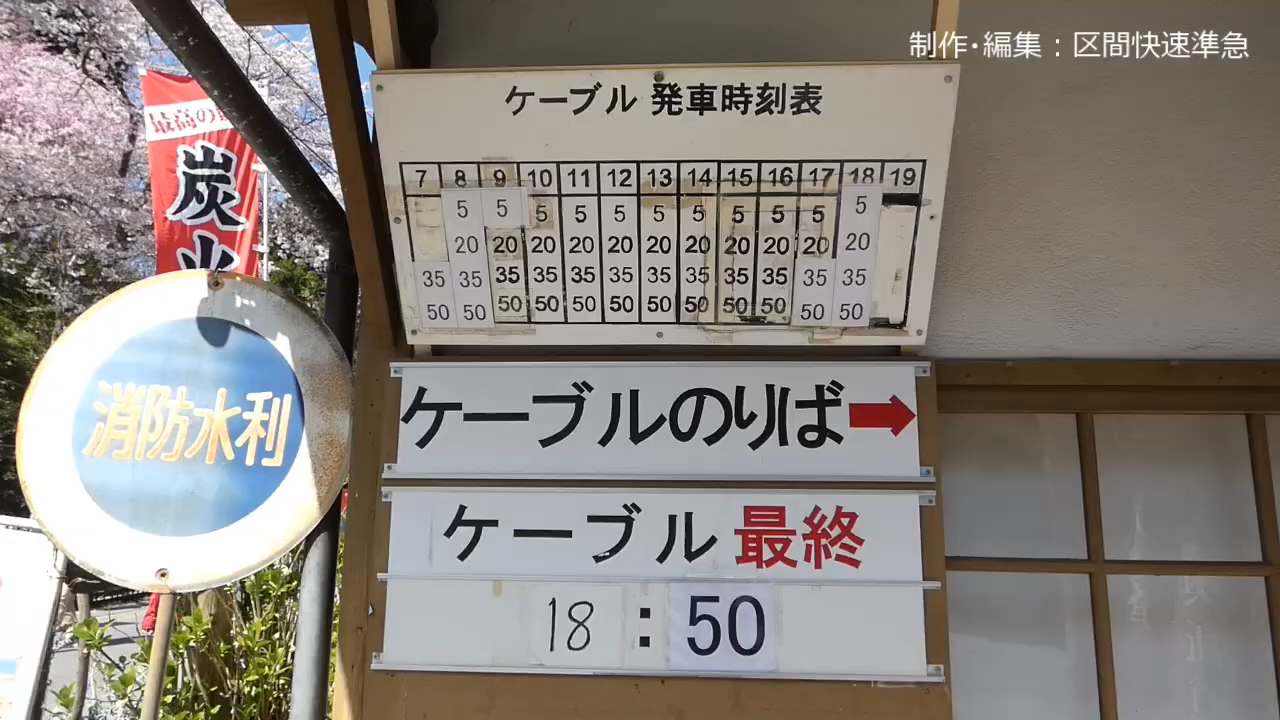 制作・編集：区間快速準急
ケーブル 発車時刻表
7 8 9 10 11 12 13 14 15 16 17 18 19
5 5 5 5 5 5 5 5 5 5 5
20 20 20 20 20 20 20 20 20 20 20
35 35 35 35 35 35 35 35 35 35 35 35
50 50 50 50 50 50 50 50 50 50 50 50
最高の
炭
消防水利
ケーブルのりば
ケーブル 最終
18:50